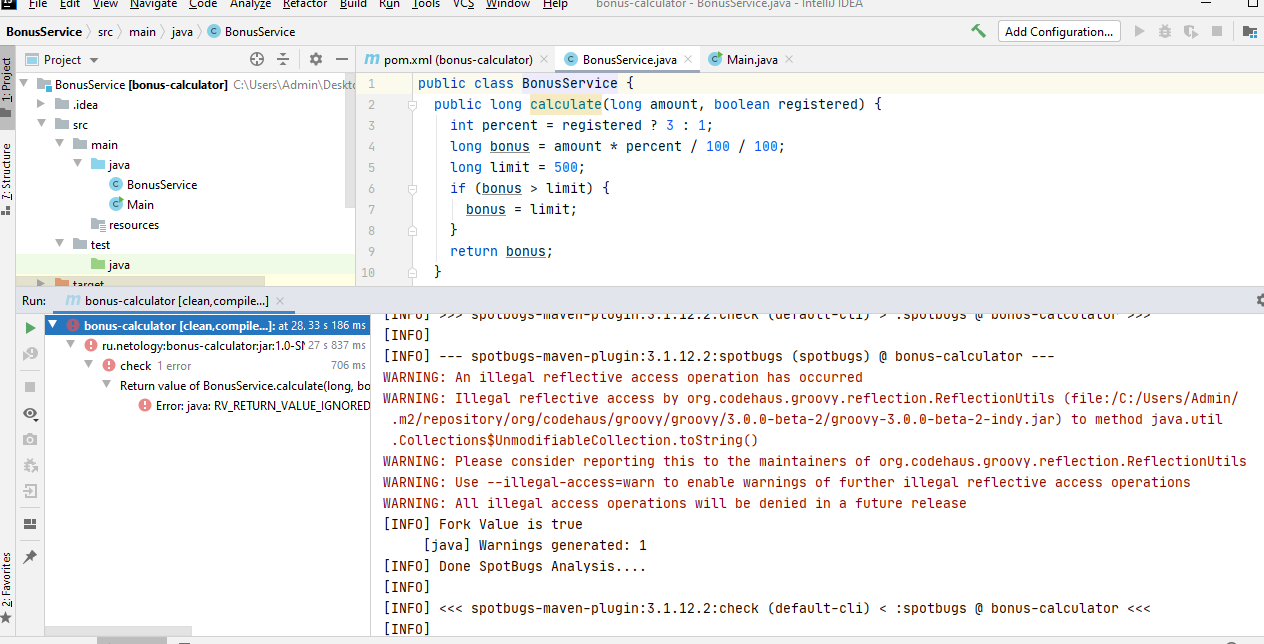 File Edit View Navigate Code Analyze Refactor Build Run Tools VCS Window Help bonus-calculator - BonusService.java - IntelliJ IDEA
BonusService src main java BonusService Add Configuration...
1: Project
7: Structure
2: Favorites
Project
BonusService [bonus-calculator] C:\Users\Admin\Deskto
.idea
src
main
java
BonusService
Main
resources
test
java
target
pom.xml (bonus-calculator) BonusService.java Main.java
1 public class BonusService {
2 public long calculate(long amount, boolean registered) {
3 int percent = registered ? 3 : 1;
4 long bonus = amount * percent / 100 / 100;
5 long limit = 500;
6 if (bonus > limit) {
7 bonus = limit;
8 }
9 return bonus;
10 }
Run: bonus-calculator [clean,compile...]
bonus-calculator [clean,compile...]: at 28. 33 s 186 ms
ru.netology:bonus-calculator:jar:1.0-SN 27 s 837 ms
check 1 error 706 ms
Return value of BonusService.calculate(long, bo
Error: java: RV_RETURN_VALUE_IGNORED
[INFO] >>> spotbugs-maven-plugin:3.1.12.2:check (default-cli) < :spotbugs @ bonus-calculator >>>
[INFO]
[INFO] --- spotbugs-maven-plugin:3.1.12.2:spotbugs (spotbugs) @ bonus-calculator ---
WARNING: An illegal reflective access operation has occurred
WARNING: Illegal reflective access by org.codehaus.groovy.reflection.ReflectionUtils (file:/C:/Users/Admin/
.m2/repository/org/codehaus/groovy/groovy/3.0.0-beta-2/groovy-3.0.0-beta-2-indy.jar) to method java.util
.Collections$UnmodifiableCollection.toString()
WARNING: Please consider reporting this to the maintainers of org.codehaus.groovy.reflection.ReflectionUtils
WARNING: Use --illegal-access=warn to enable warnings of further illegal reflective access operations
WARNING: All illegal access operations will be denied in a future release
[INFO] Fork Value is true
[java] Warnings generated: 1
[INFO] Done SpotBugs Analysis....
[INFO]
[INFO] <<< spotbugs-maven-plugin:3.1.12.2:check (default-cli) < :spotbugs @ bonus-calculator <<<
[INFO]